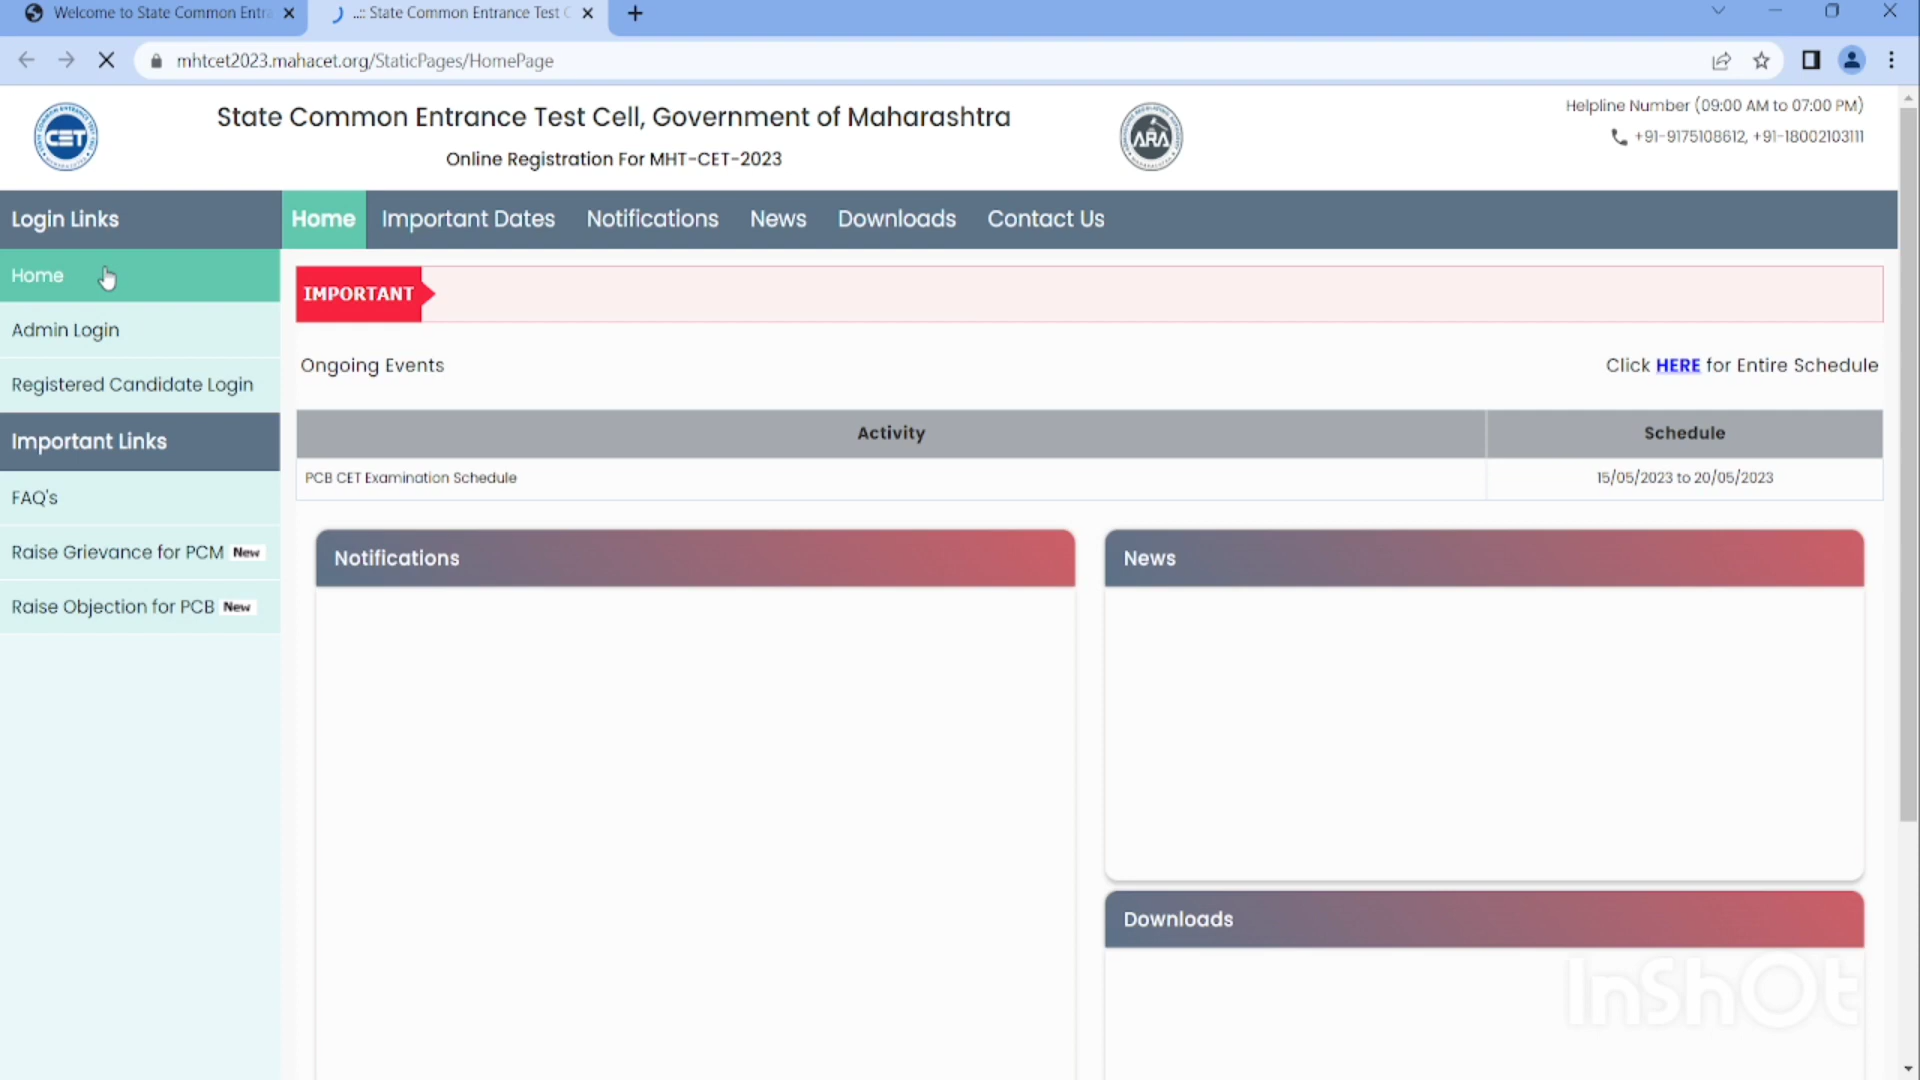 Welcome to State Common Entra
..:: State Common Entrance Test C
mhtcet2023.mahacet.org/StaticPages/HomePage
CET
State Common Entrance Test Cell, Government of Maharashtra
Online Registration For MHT-CET-2023
ARA
Helpline Number (09:00 AM to 07:00 PM)
+91-9175108612, +91-18002103111
Login Links
Home Important Dates Notifications News Downloads Contact Us
Home
Admin Login
Registered Candidate Login
Important Links
FAQ's
Raise Grievance for PCM New
Raise Objection for PCB New
IMPORTANT
Ongoing Events
Click HERE for Entire Schedule
Activity Schedule
PCB CET Examination Schedule 15/05/2023 to 20/05/2023
Notifications
News
Downloads
InShOt